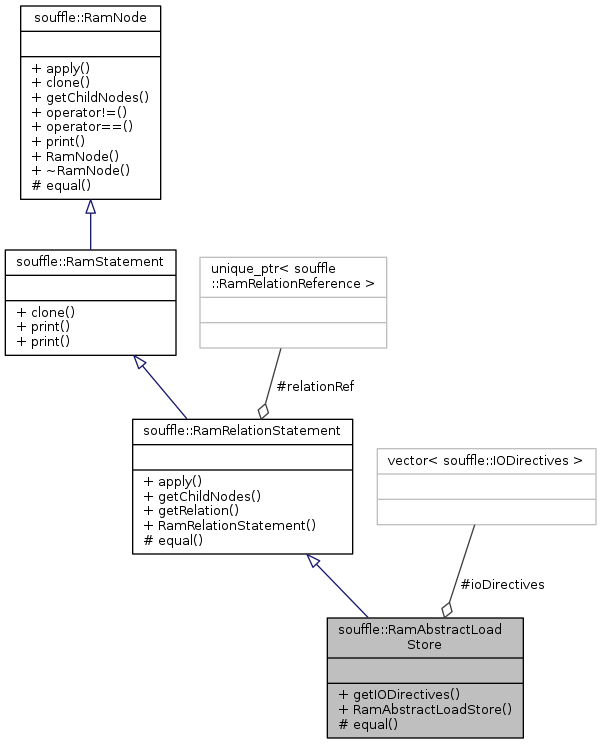 souffle::RamNode
+ apply()
+ clone()
+ getChildNodes()
+ operator!=()
+ operator==()
+ print()
+ RamNode()
+ ~RamNode()
# equal()
souffle::RamStatement
+ clone()
+ print()
+ print()
unique_ptr< souffle
::RamRelationReference >
#relationRef
souffle::RamRelationStatement
+ apply()
+ getChildNodes()
+ getRelation()
+ RamRelationStatement()
# equal()
vector< souffle::IODirectives >
#ioDirectives
souffle::RamAbstractLoad
Store
+ getIODirectives()
+ RamAbstractLoadStore()
# equal()